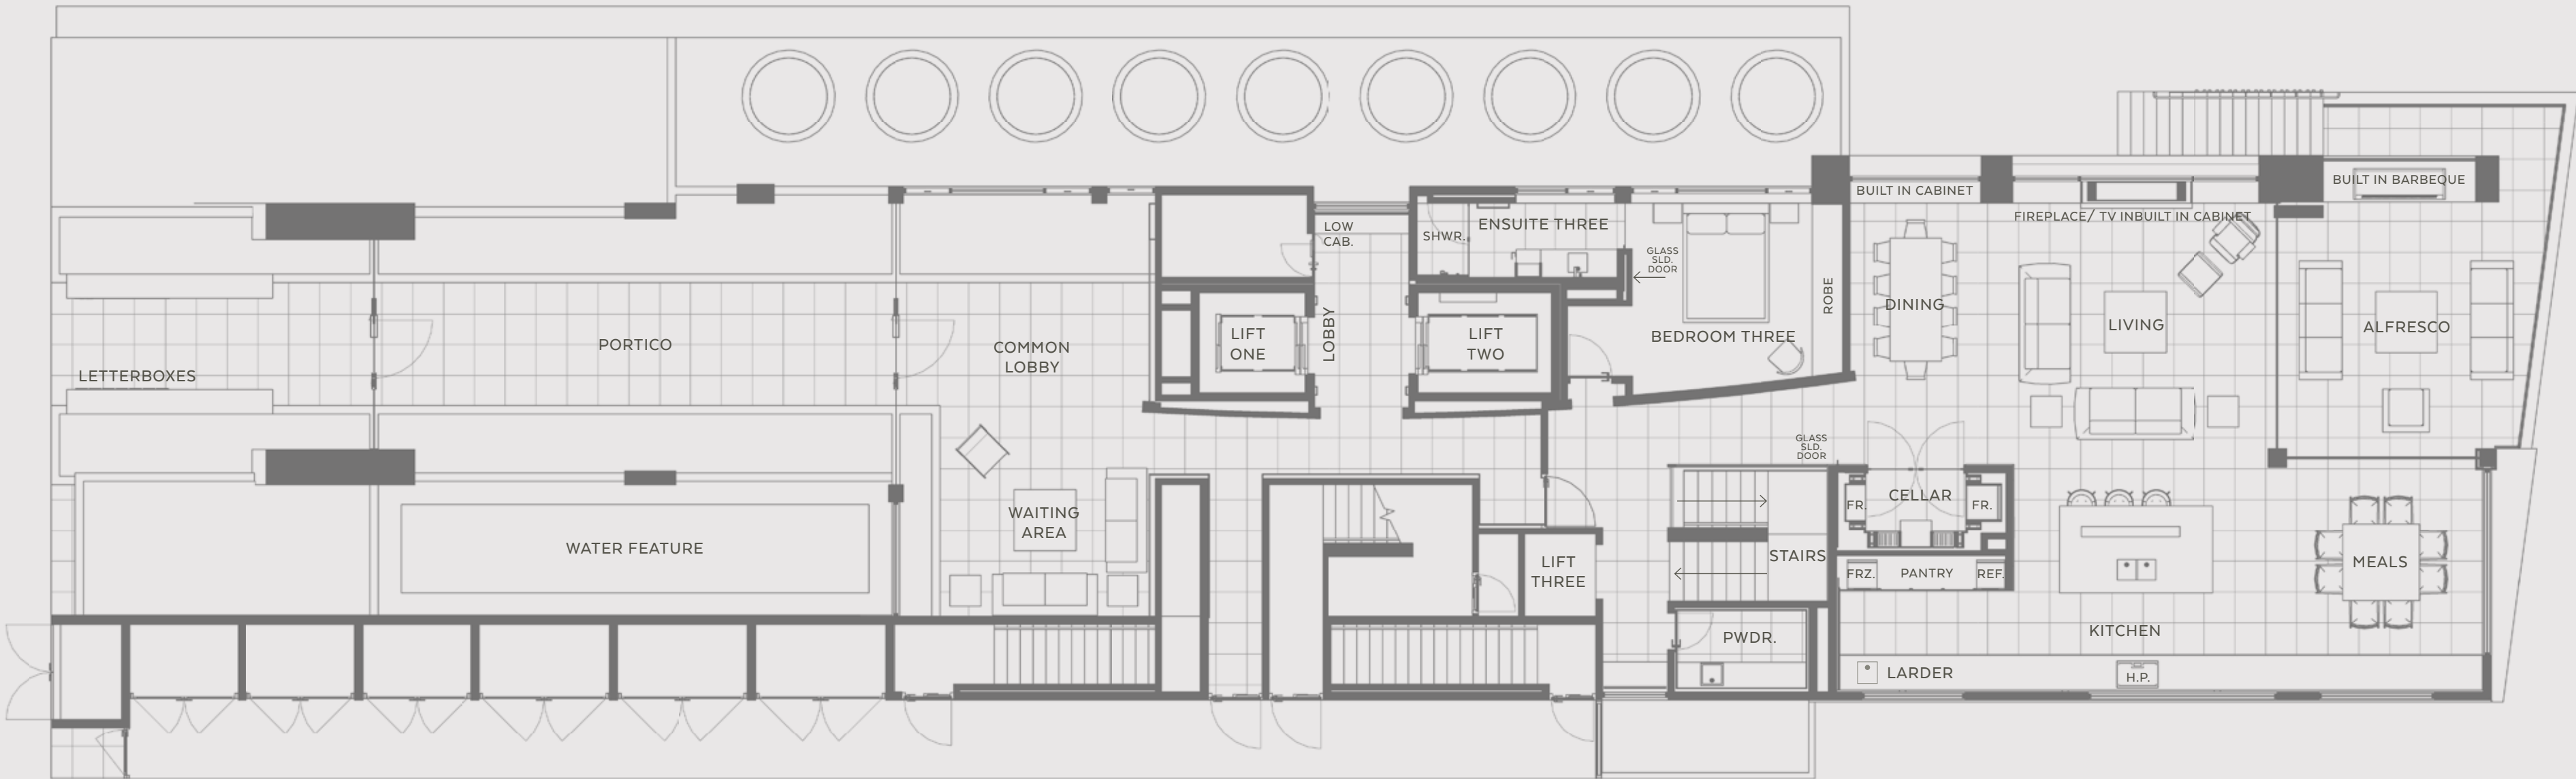 BUILT IN CABINET
BUILT IN BARBEQUE
FIREPLACE/ TV INBUILT IN CABINET
LOW
CAB.
SHWR.
ENSUITE THREE
GLASS
SLD.
DOOR
ROBE
DINING
LIVING
ALFRESCO
LIFT
ONE
LOBBY
LIFT
TWO
BEDROOM THREE
PORTICO
COMMON
LOBBY
LETTERBOXES
GLASS
SLD.
DOOR
FR.
CELLAR
FR.
WAITING
AREA
WATER FEATURE
LIFT
THREE
STAIRS
FRZ.
PANTRY
REF.
MEALS
PWDR.
KITCHEN
LARDER
H.P.